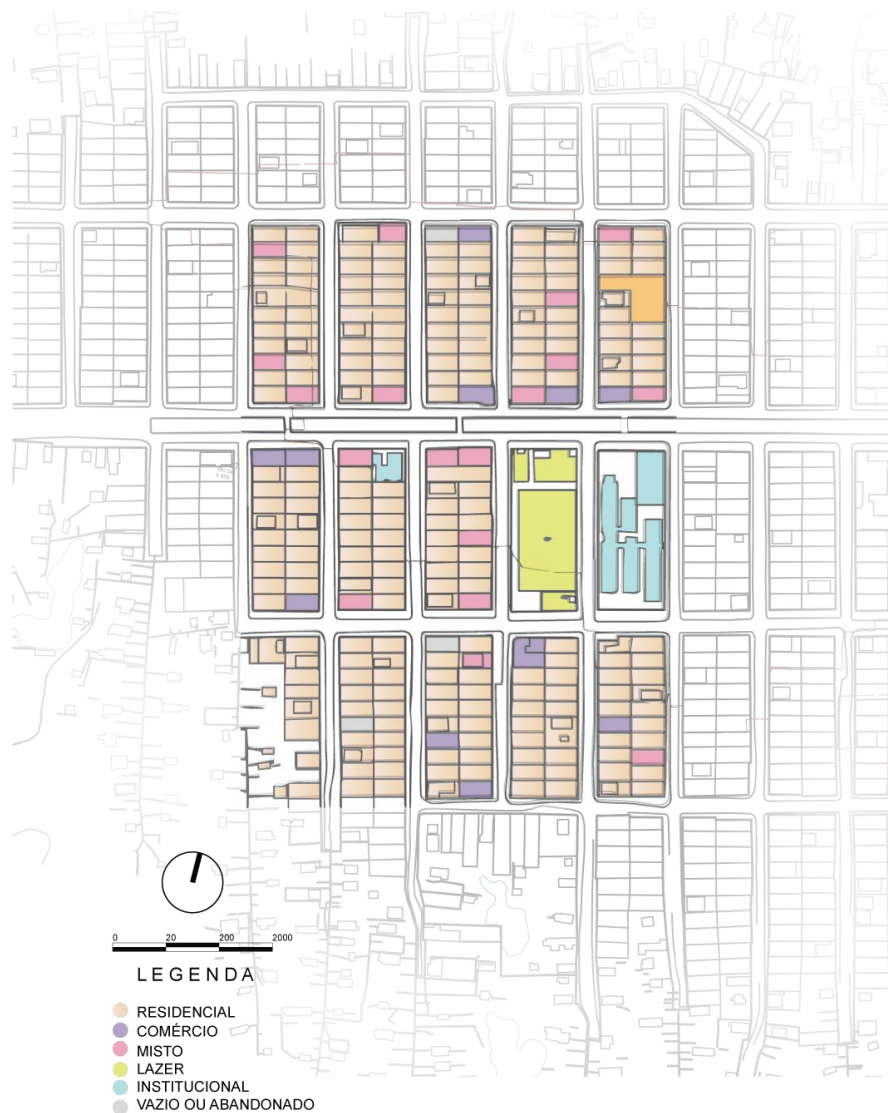 0 20 200 2000
LEGENDA
RESIDENCIAL
COMÉRCIO
MISTO
LAZER
INSTITUCIONAL
VAZIO OU ABANDONADO